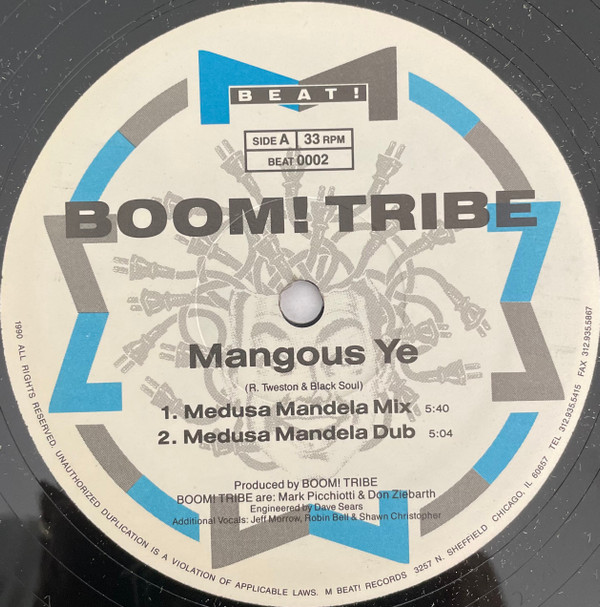 BEAT!
SIDE A 33 RPM
BEAT 0002
BOOM! TRIBE
Mangous Ye
(R. Tweston & Black Soul)
1. Medusa Mandela Mix 5:40
2. Medusa Mandela Dub 5:04
Produced by BOOM! TRIBE
BOOM! TRIBE are: Mark Picchiotti & Don Ziebarth
Engineered by Dave Sears
Additional Vocals: Jeff Morrow, Robin Bell & Shawn Christopher
1990 ALL RIGHTS RESERVED. UNAUTHORIZED DUPLICATION IS A VIOLATION OF APPLICABLE LAWS. M BEAT! RECORDS 3257 N. SHEFFIELD CHICAGO, IL 60657 TEL 312.935.5415 FAX 312.935.5867